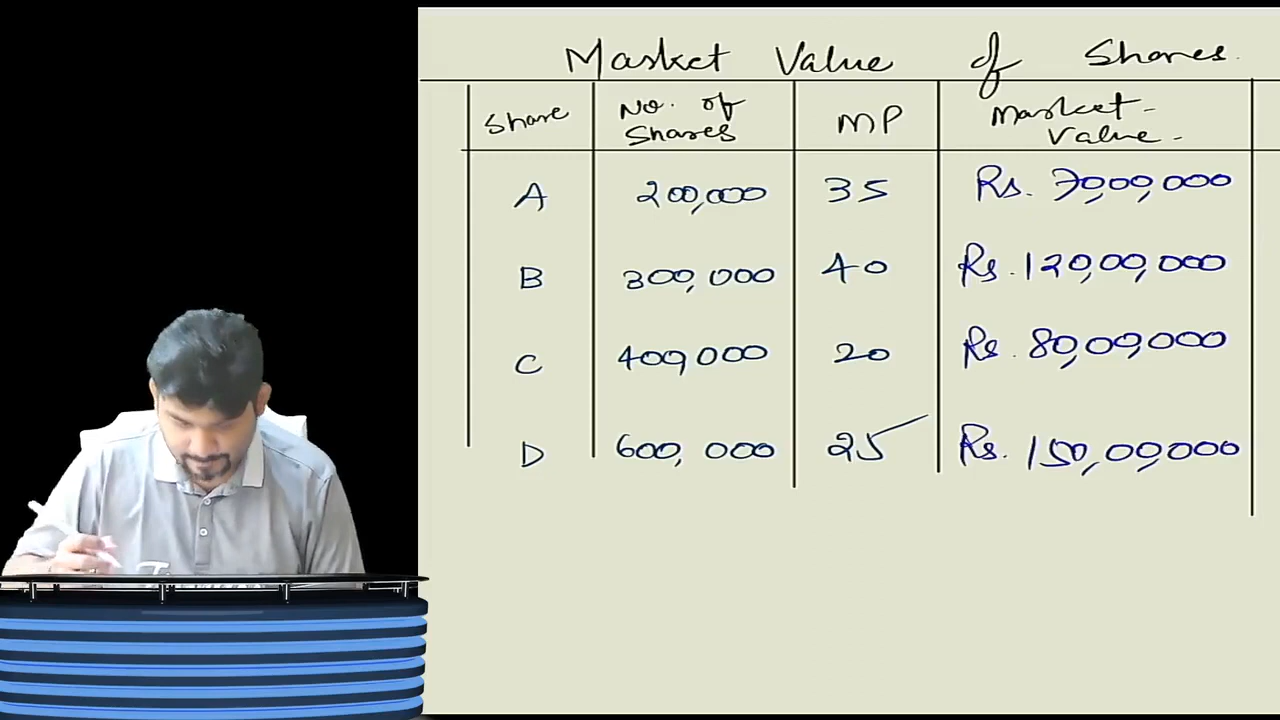 Market Value of Shares.
Share No. of Shares MP Market Value
A 200,000 35 Rs. 70,00,000
B 300,000 40 Rs. 120,00,000
C 400,000 20 Rs. 80,00,000
D 600,000 25 Rs. 150,00,000